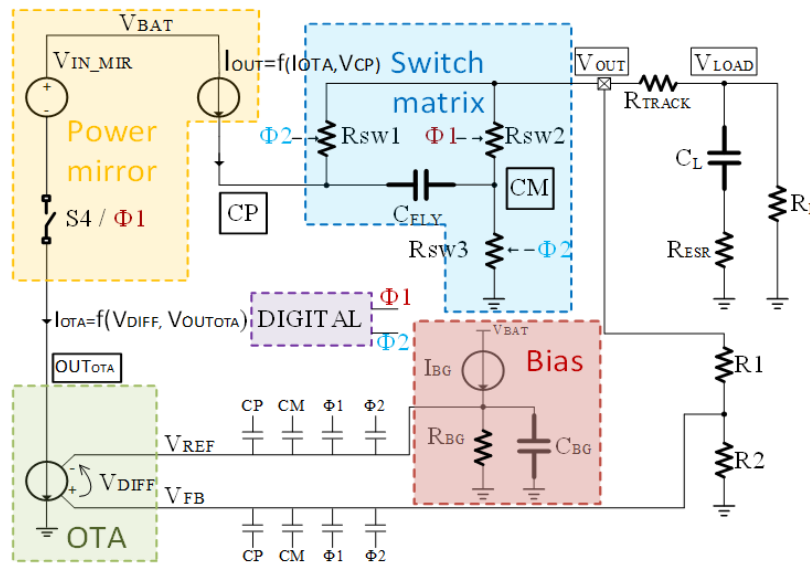 VBAT
VIN_MIR
IOUT=f(IOTA,VCP)
Switch
matrix
VOUT
VLOAD
RTRACK
Power
mirror
Φ2
Rsw1
Φ1
Rsw2
CL
S4 / Φ1
CP
CFLY
CM
Rsw3
Φ2
RESR
IOTA=f(VDIFF, VOUTOTA)
DIGITAL
Φ1
Φ2
VBAT
IBG
Bias
R1
OUTOTA
CP
CM
Φ1
Φ2
VREF
RBG
CBG
R2
-
+
VDIFF
VFB
OTA
CP
CM
Φ1
Φ2